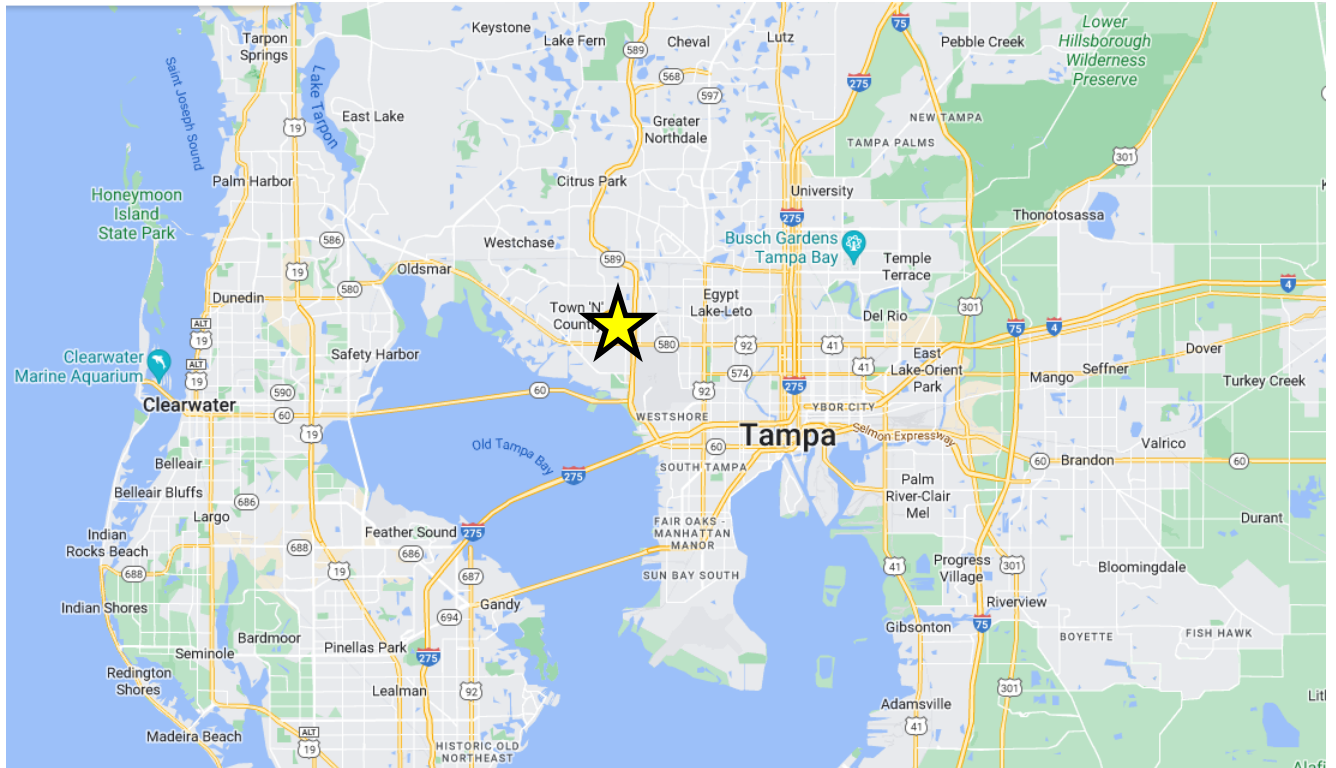 Keystone
Lake Fern
589
Cheval
Lutz
75
Pebble Creek
Lower
Hillsborough
Wilderness
Preserve
Tarpon
Springs
Saint Joseph Sound
Lake Tarpon
568
597
275
19
East Lake
Greater
Northdale
NEW TAMPA
TAMPA PALMS
301
Palm Harbor
Citrus Park
University
Honeymoon
Island
State Park
275
Thonotosassa
586
Westchase
Busch Gardens
Tampa Bay
Temple
Terrace
589
Oldsmar
19
580
4
Dunedin
Town 'N'
Egypt
Lake-Leto
301
Del Rio
ALT
19
75
4
580
92
41
Safety Harbor
Clearwater
Marine Aquarium
ALT
19
East
Lake-Orient
Park
Dover
574
41
Mango
Seffner
Turkey Creek
275
590
60
92
Clearwater
60
WESTSHORE
YBOR CITY
19
Tampa
Selmon Expressway
60
Old Tampa
Bay
275
SOUTH TAMPA
Valrico
60
Brandon
60
Belleair
Belleair Bluffs
686
Largo
Palm
River-Clair
Mel
Durant
Feather Sound
275
FAIR OAKS -
MANHATTAN
MANOR
Indian
Rocks Beach
688
686
688
19
687
SUN BAY SOUTH
41
Progress
Village
301
Bloomingdale
Indian Shores
Gandy
694
Riverview
Gibsonton
75
BOYETTE
FISH HAWK
Bardmoor
Seminole
Pinellas Park
275
Redington
Shores
Lealman
92
301
Adamsville
41
Madeira Beach
ALT
19
HISTORIC OLD
NORTHEAST